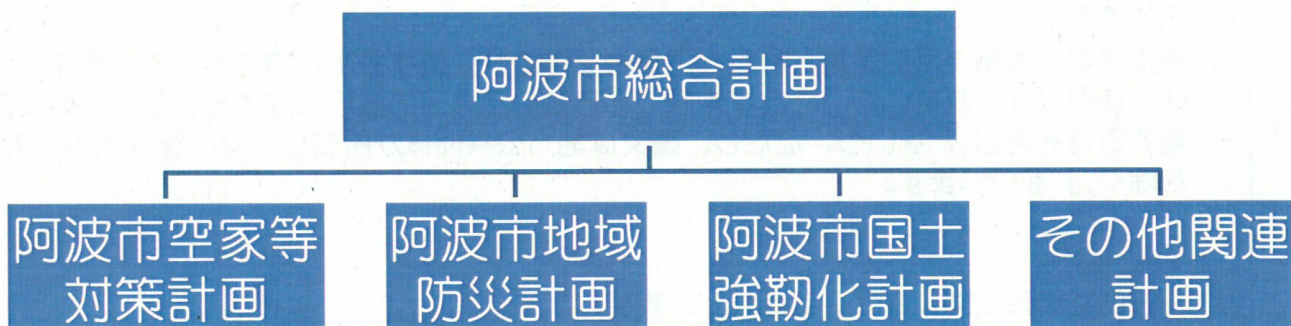 阿波市総合計画
阿波市空家等
対策計画
阿波市地域
防災計画
阿波市国土
強靭化計画
その他関連
計画